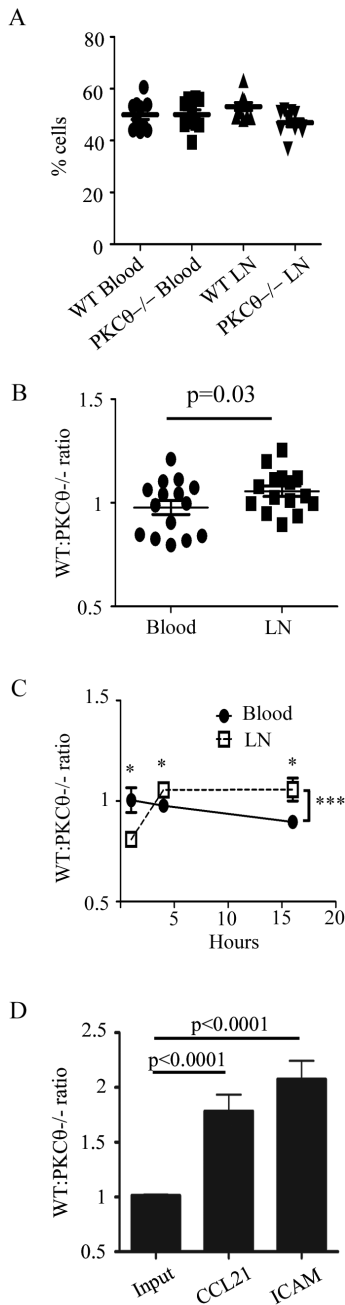 A
80
60
40
20
0
% cells
WT Blood
PKCθ–/– Blood
WT LN
PKCθ–/– LN
B
p=0.03
1.5
1
0.5
WT:PKCθ-/- ratio
Blood
LN
C
1.5
1
0.5
WT:PKCθ-/- ratio
Blood
LN
*
*
*
***
5
10
15
20
Hours
D
p<0.0001
p<0.0001
2.5
2
1.5
1
0.5
WT:PKCθ-/- ratio
Input
CCL21
ICAM